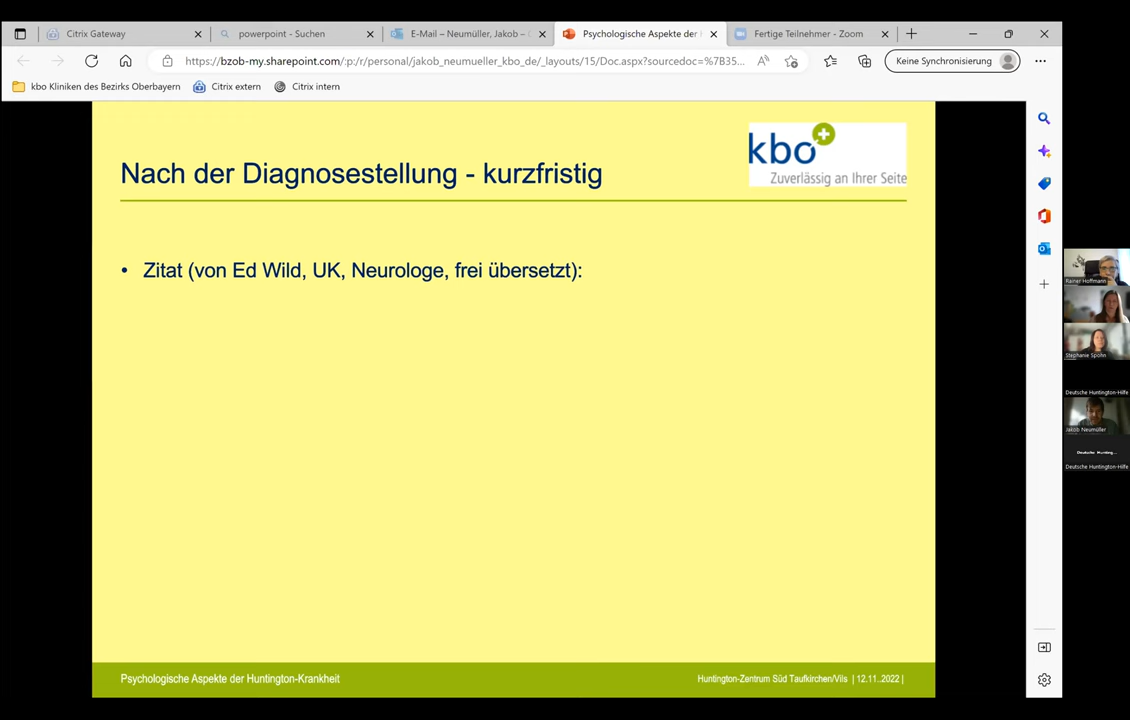 Citrix Gateway
powerpoint - Suchen
E-Mail – Neumüller, Jakob –
Psychologische Aspekte der
Fertige Teilnehmer - Zoom
https://bzob-my.sharepoint.com/:p:/r/personal/jakob_neumueller_kbo_de/_layouts/15/Doc.aspx?sourcedoc=%7B35...
Keine Synchronisierung
kbo Kliniken des Bezirks Oberbayern
Citrix extern
Citrix intern
kbo
Zuverlässig an Ihrer Seite
Nach der Diagnosestellung - kurzfristig
• Zitat (von Ed Wild, UK, Neurologe, frei übersetzt):
Rainer Hoffmann
Stephanie Spohn
Deutsche Huntington-Hilfe
Jakob Neumüller
Deutsche Hunting...
Deutsche Huntington-Hilfe
Psychologische Aspekte der Huntington-Krankheit
Huntington-Zentrum Süd Taufkirchen/Vils | 12.11..2022 |